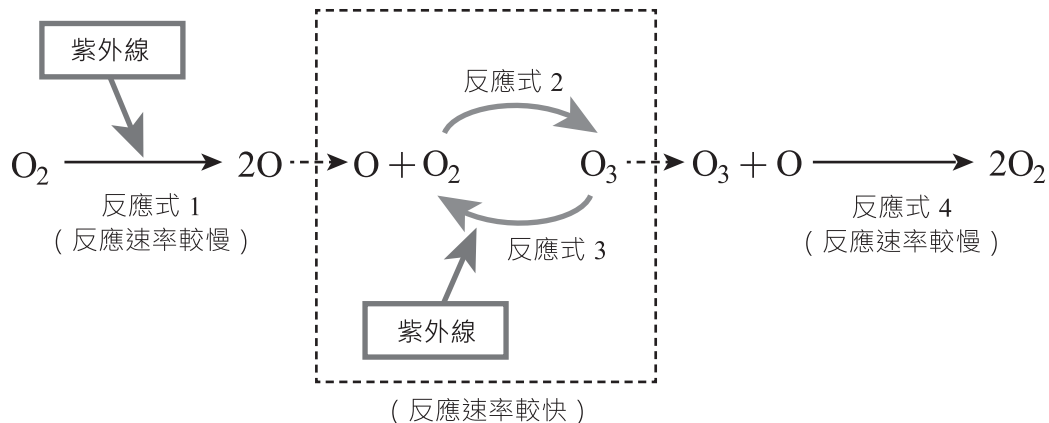 紫外線
反應式 2
O₂ 2O O + O₂ O₃ O₃ + O 2O₂
反應式 1
(反應速率較慢)
反應式 3
反應式 4
(反應速率較慢)
紫外線
(反應速率較快)